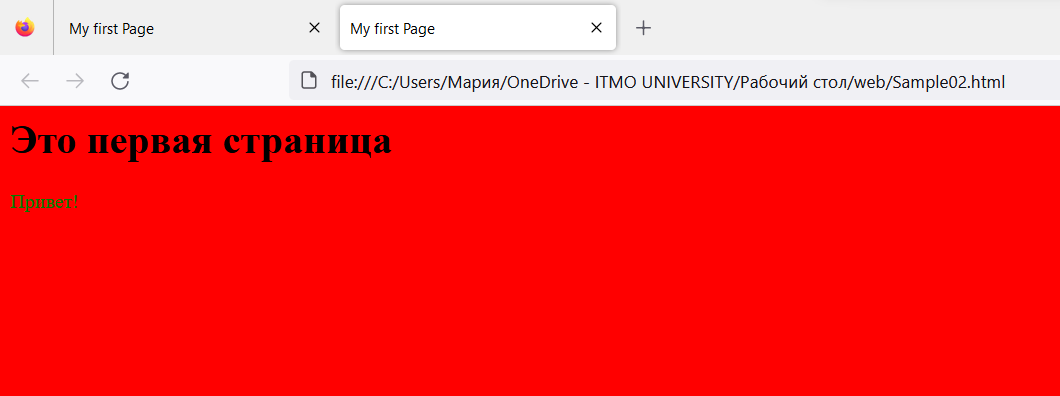 My first Page
My first Page
file:///C:/Users/Мария/OneDrive - ITMO UNIVERSITY/Рабочий стол/web/Sample02.html
Это первая страница
Привет!